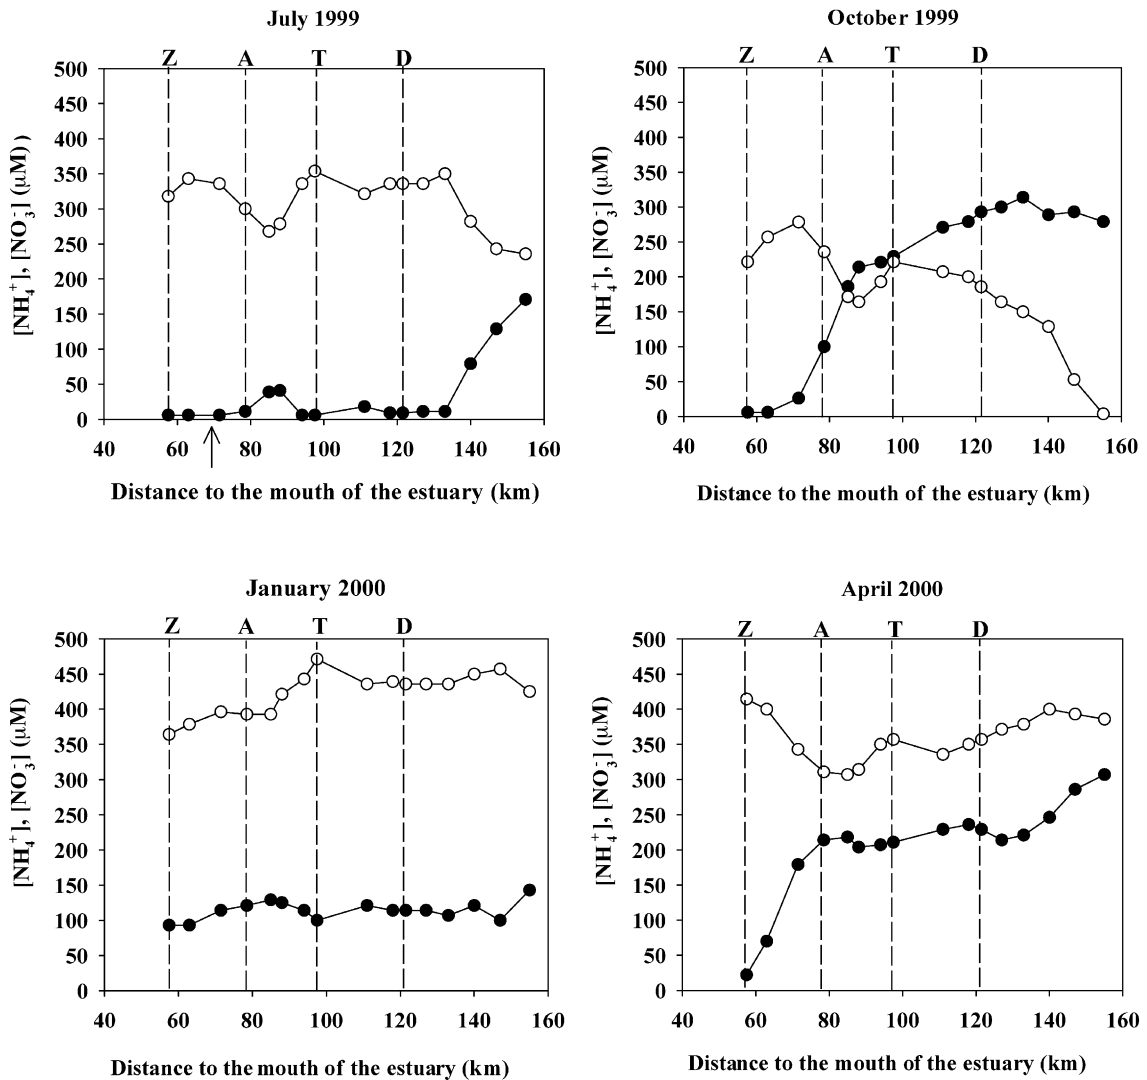 July 1999
Z A T D
500
450
400
350
300
250
200
150
100
50
0
40 60 80 100 120 140 160
[NH4+], [NO3-] (µM))
Distance to the mouth of the estuary (km)
October 1999
Z A T D
500
450
400
350
300
250
200
150
100
50
0
40 60 80 100 120 140 160
[NH4+], [NO3-] (µM)
Distance to the mouth of the estuary (km)
January 2000
Z A T D
500
450
400
350
300
250
200
150
100
50
0
40 60 80 100 120 140 160
[NH4+], [NO3-] (µM)
Distance to the mouth of the estuary (km)
April 2000
Z A T D
500
450
400
350
300
250
200
150
100
50
0
40 60 80 100 120 140 160
[NH4+], [NO3-] (µM)
Distance to the mouth of the estuary (km)